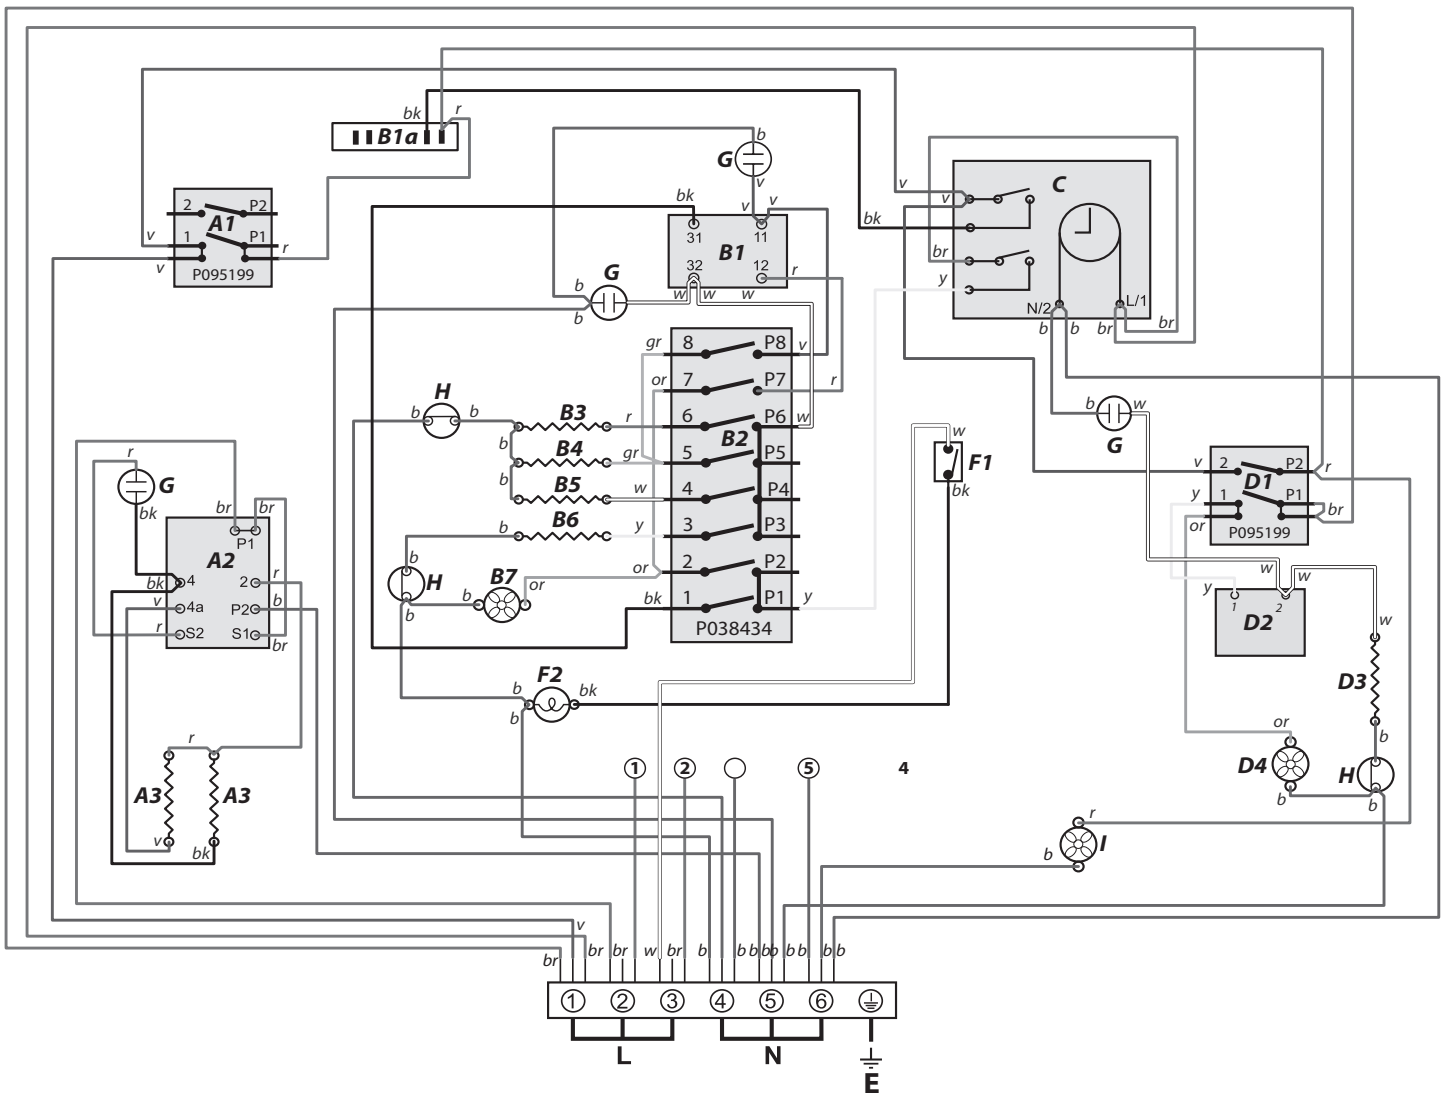 bk
r
B1a
b
G
v
2
P2
A1
v
1
P1
r
v
P095199
bk
v
v
31
11
B1
32
12
r
w
w
w
G
b
b
v
v
C
bk
br
y
N/2
L/1
b
b
br
br
gr
8
P8
v
or
7
P7
r
H
b
b
B3
r
6
P6
w
B2
b
B4
gr
5
P5
b
B5
w
4
P4
b
B6
y
3
P3
b
H
B7
or
2
P2
b
or
b
bk
1
P1
y
P038434
w
F1
bk
b
w
G
v
2
P2
r
D1
y
1
P1
br
or
P095199
w
w
y
1
2
D2
w
D3
or
b
D4
H
b
b
r
G
bk
br
br
P1
A2
bk
4
2
r
v
4a
P2
b
r
S2
S1
br
r
A3
A3
v
bk
F2
b
bk
b
1
2
5
4
r
b
I
v
br
br
br
w
br
b
b
b
b
b
b
b
b
b
1
2
3
4
5
6
L
N
E